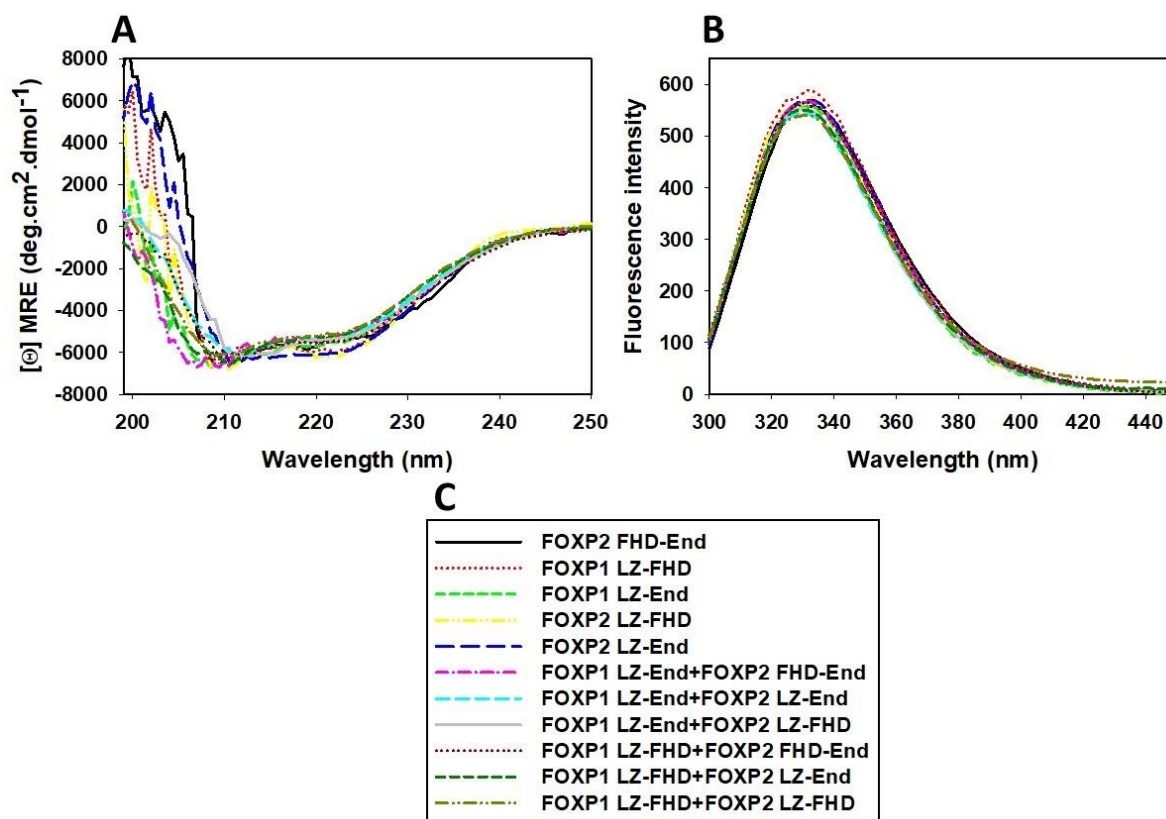 A
B
8000
6000
4000
2000
0
-2000
-4000
-6000
-8000
[Θ] MRE (deg.cm².dmol⁻¹)
200 210 220 230 240 250
Wavelength (nm)
600
500
400
300
200
100
0
Fluorescence intensity
300 320 340 360 380 400 420 440
Wavelength (nm)
C
FOXP2 FHD-End
FOXP1 LZ-FHD
FOXP1 LZ-End
FOXP2 LZ-FHD
FOXP2 LZ-End
FOXP1 LZ-End+FOXP2 FHD-End
FOXP1 LZ-End+FOXP2 LZ-End
FOXP1 LZ-End+FOXP2 LZ-FHD
FOXP1 LZ-FHD+FOXP2 FHD-End
FOXP1 LZ-FHD+FOXP2 LZ-End
FOXP1 LZ-FHD+FOXP2 LZ-FHD